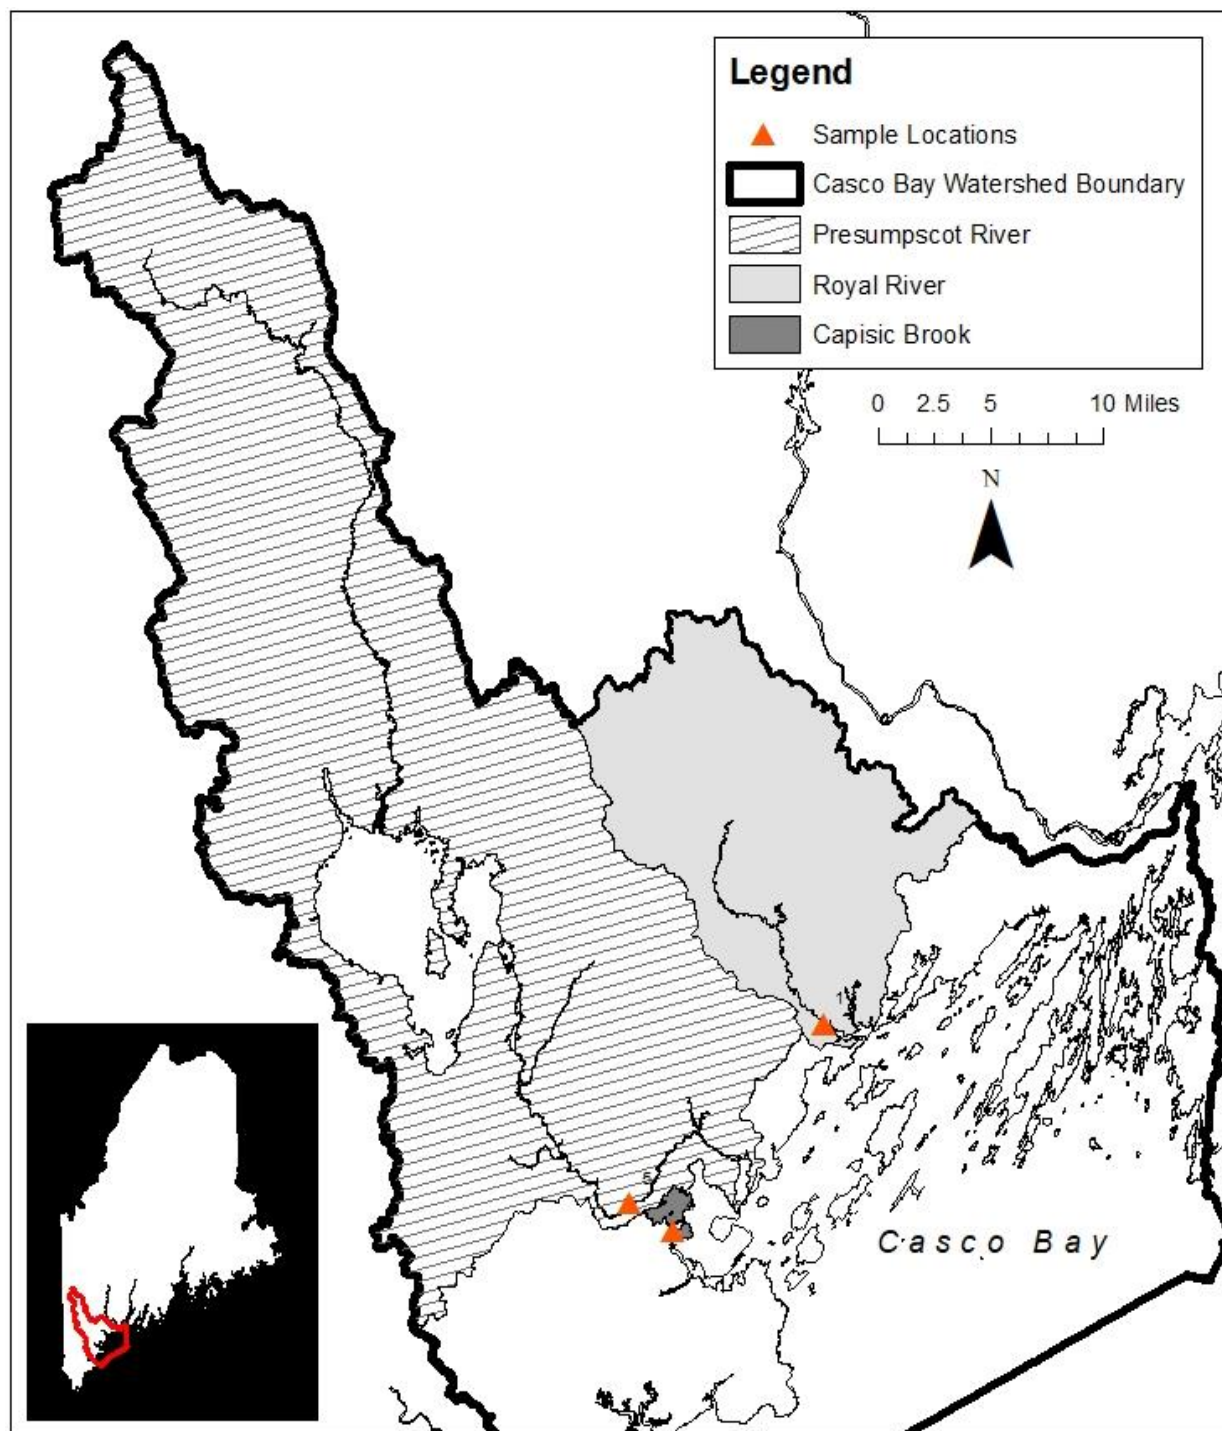 Legend
Sample Locations
Casco Bay Watershed Boundary
Presumpscot River
Royal River
Capisic Brook
0 2.5 5 10 Miles
N
Casco Bay